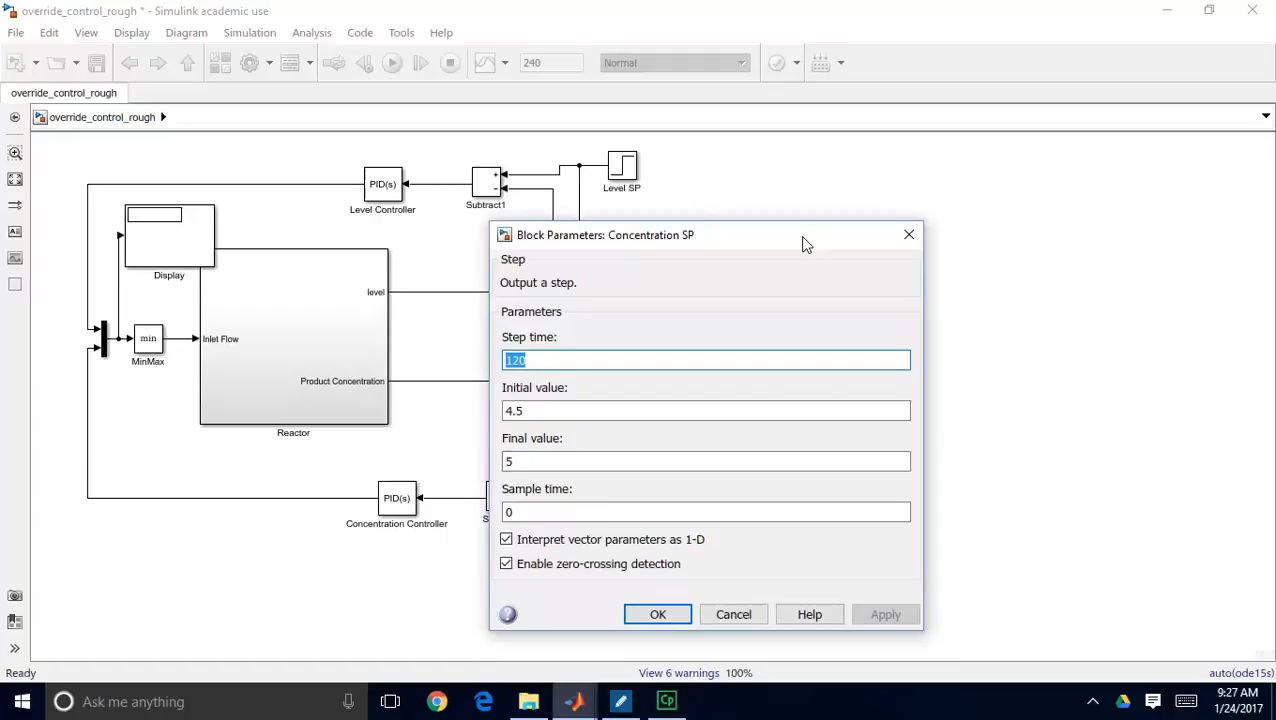 override_control_rough * - Simulink academic use
File Edit View Display Diagram Simulation Analysis Code Tools Help
240 Normal
override_control_rough
override_control_rough
PID(s)
Level Controller
+
−
Subtract1
Level SP
Display
level
min
MinMax
Inlet Flow
Product Concentration
Reactor
PID(s)
Concentration Controller
S
Block Parameters: Concentration SP
Step
Output a step.
Parameters
Step time:
120
Initial value:
4.5
Final value:
5
Sample time:
0
Interpret vector parameters as 1-D
Enable zero-crossing detection
OK Cancel Help Apply
Ready View 6 warnings 100% auto(ode15s)
Ask me anything
Cp
9:27 AM
1/24/2017